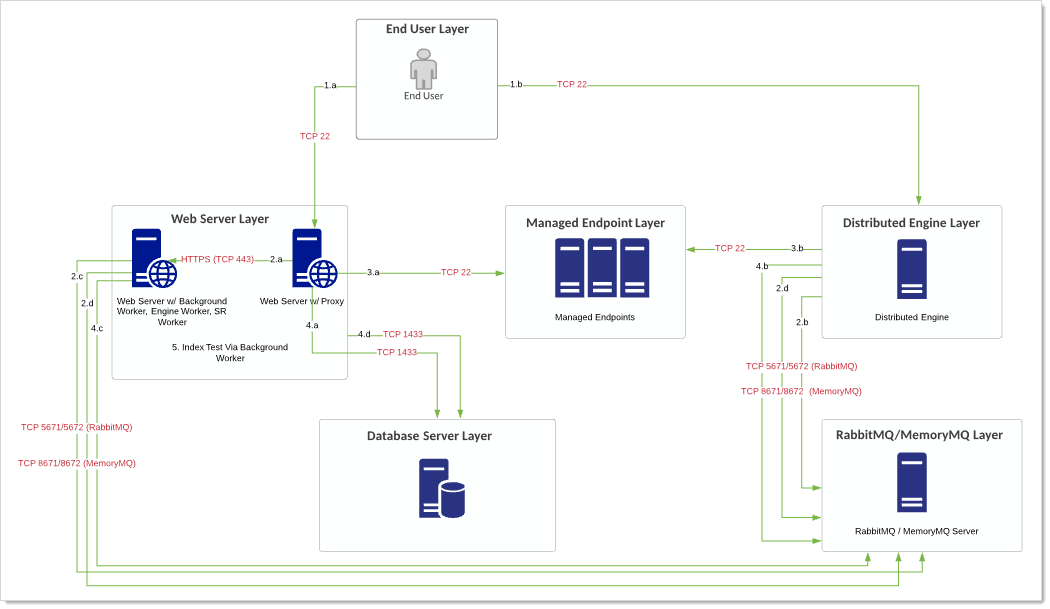 End User Layer
End User
1.a
1.b
TCP 22
TCP 22
Web Server Layer
HTTPS (TCP 443)
2.a
Web Server w/ Background
Worker, Engine Worker, SR
Worker
Web Server w/ Proxy
5. Index Test Via Background
Worker
2.c
2.d
4.c
3.a
TCP 22
4.a
4.d
TCP 1433
TCP 1433
Managed Endpoint Layer
Managed Endpoints
TCP 22
3.b
Distributed Engine Layer
Distributed Engine
4.b
2.d
2.b
TCP 5671/5672 (RabbitMQ)
TCP 8671/8672 (MemoryMQ)
TCP 5671/5672 (RabbitMQ)
TCP 8671/8672 (MemoryMQ)
Database Server Layer
RabbitMQ/MemoryMQ Layer
RabbitMQ / MemoryMQ Server